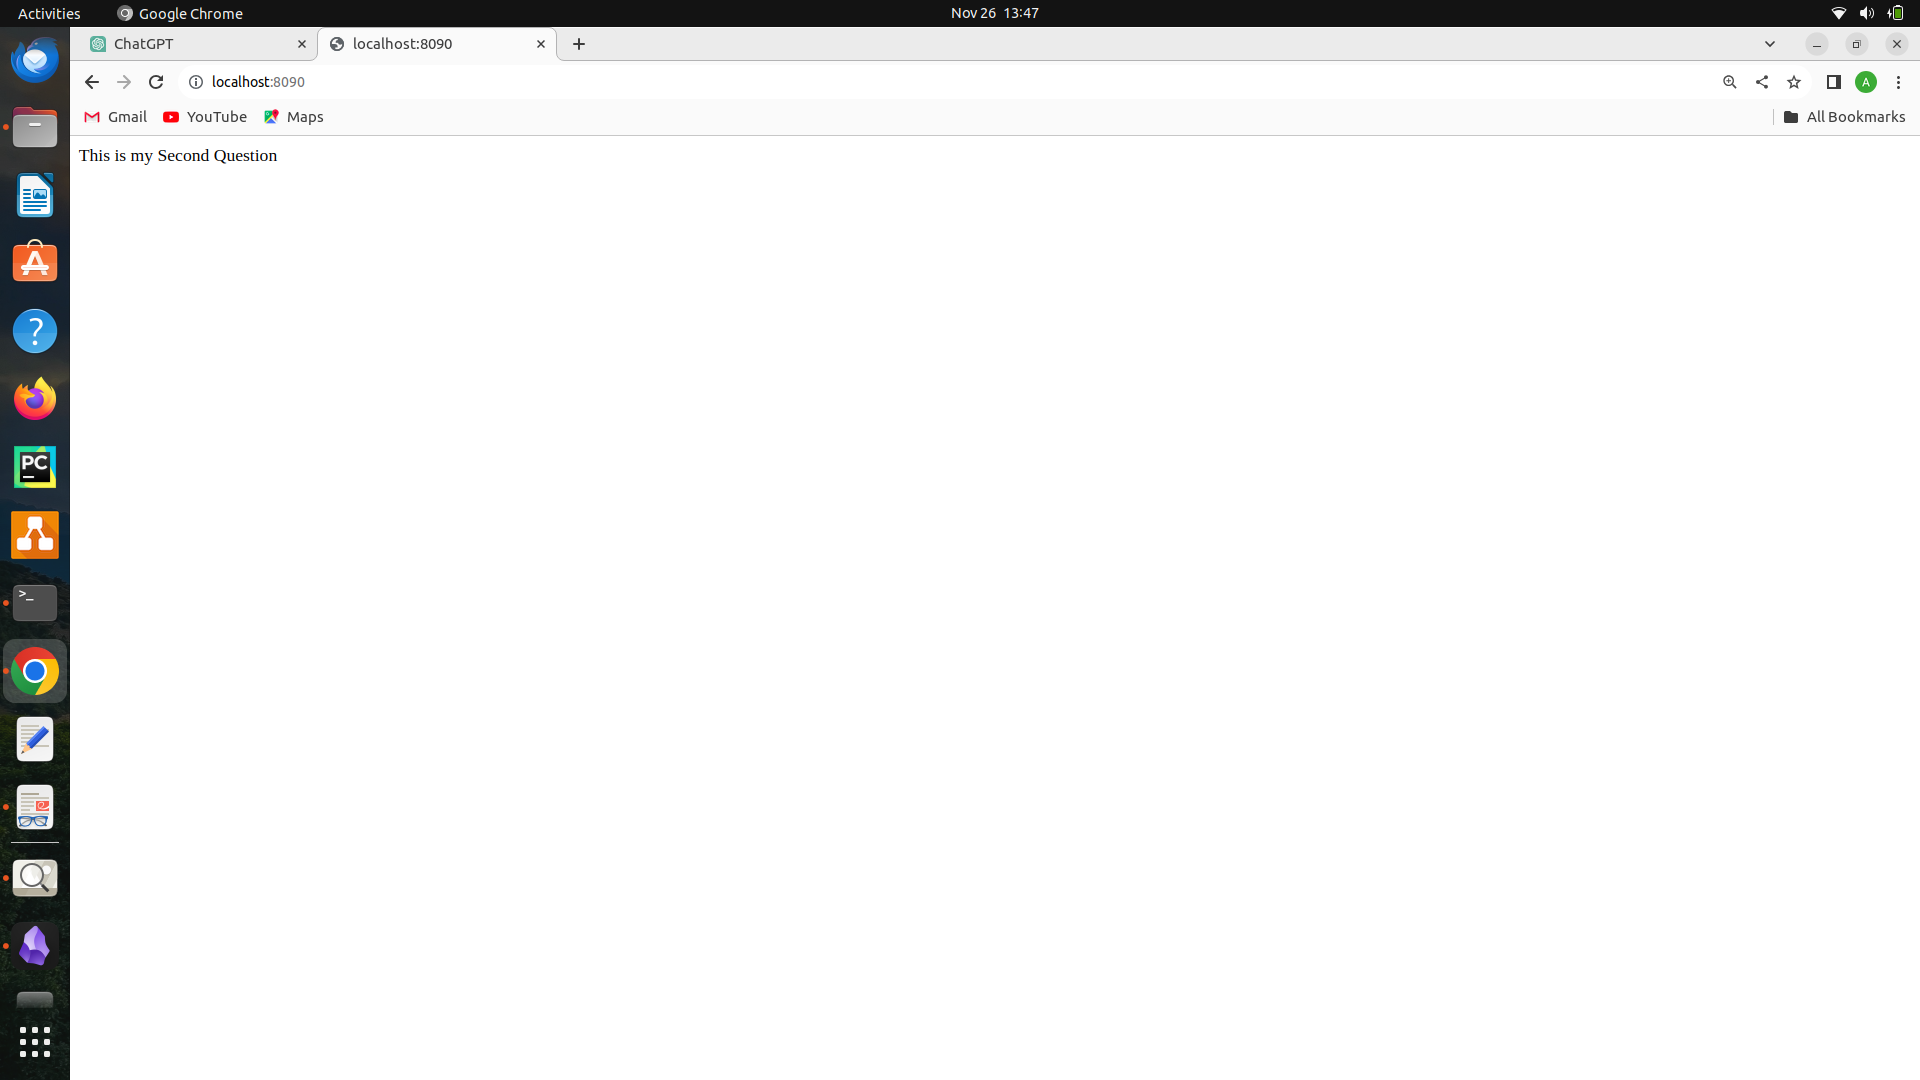 Activities Google Chrome Nov 26 13:47
ChatGPT localhost:8090
localhost:8090 A
Gmail YouTube Maps All Bookmarks
This is my Second Question
A
?
PC
>_